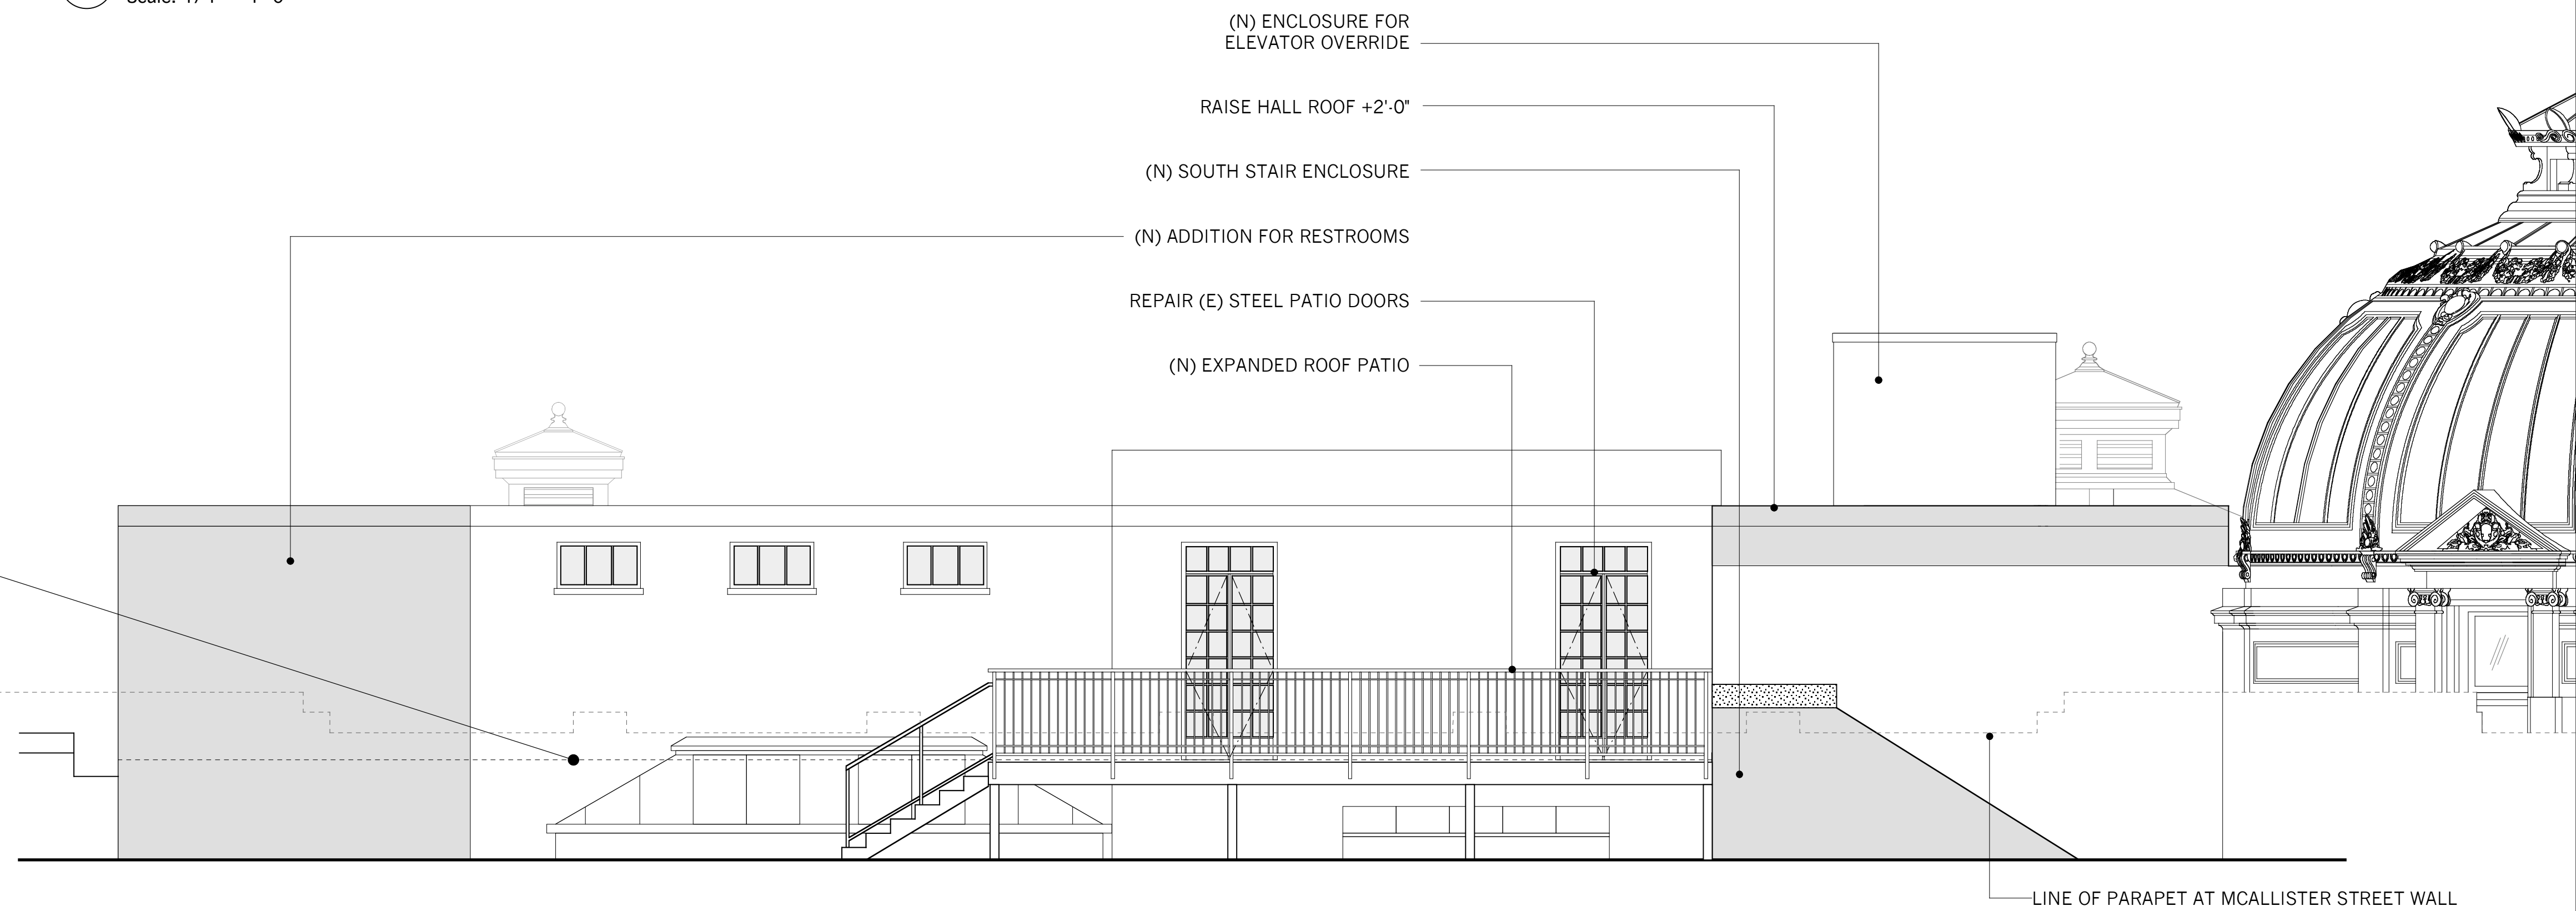 Scale:
(N) ENCLOSURE FOR
ELEVATOR OVERRIDE
RAISE HALL ROOF +2'-0"
(N) SOUTH STAIR ENCLOSURE
(N) ADDITION FOR RESTROOMS
REPAIR (E) STEEL PATIO DOORS
(N) EXPANDED ROOF PATIO
LINE OF PARAPET AT MCALLISTER STREET WALL